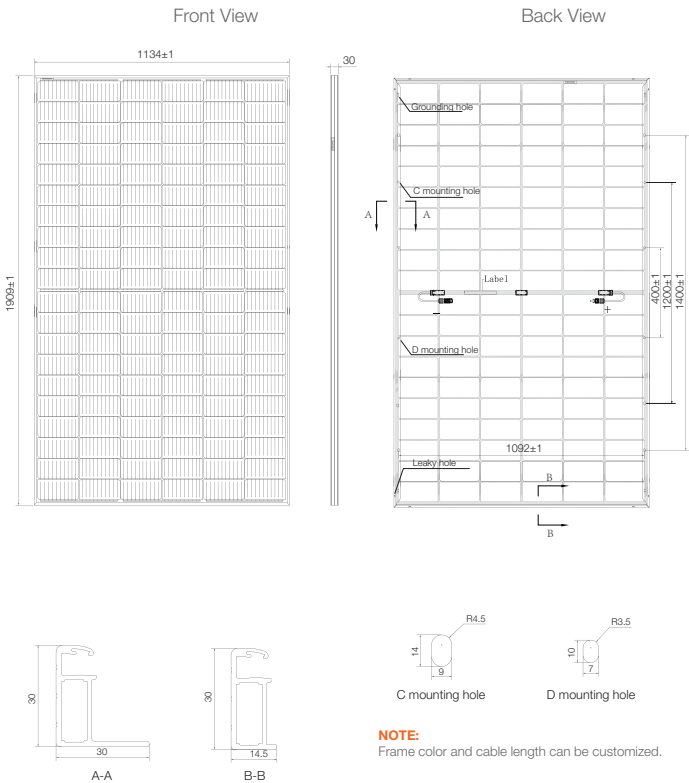 Front View
Back View
1134±1
30
1909±1
Grounding hole
C mounting hole
A
A
Label
−
+
400±1
1200±1
1400±1
D mounting hole
1092±1
Leaky hole
B
B
30
30
A-A
30
14.5
B-B
R4.5
14
9
C mounting hole
R3.5
10
7
D mounting hole
NOTE:
Frame color and cable length can be customized.